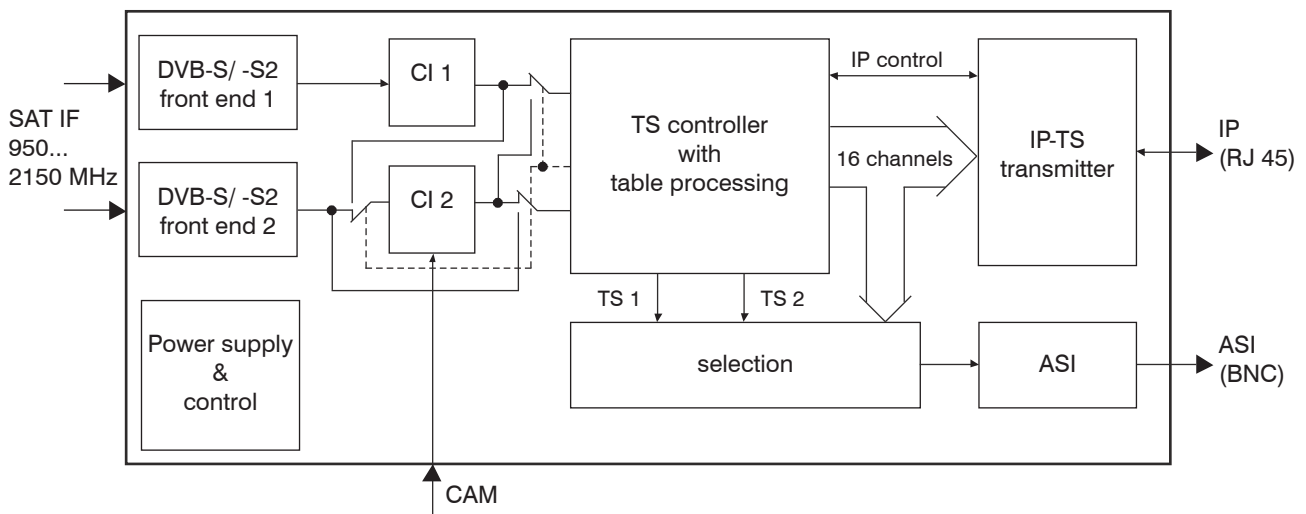 DVB-S/ -S2
front end 1
CI 1
IP control
SAT IF
950...
2150 MHz
TS controller
with
table processing
16 channels
IP-TS
transmitter
IP
(RJ 45)
DVB-S/ -S2
front end 2
CI 2
TS 1
TS 2
Power supply
&
control
selection
ASI
ASI
(BNC)
CAM